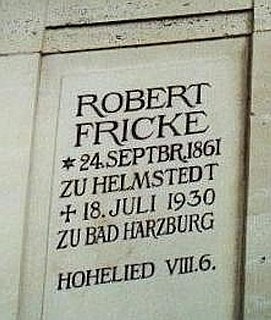 ROBERT
FRICKE
* 24. SEPTBR. 1861
ZU HELMSTEDT
† 18. JULI 1930
ZU BAD HARZBURG
HOHELIED VIII. 6.